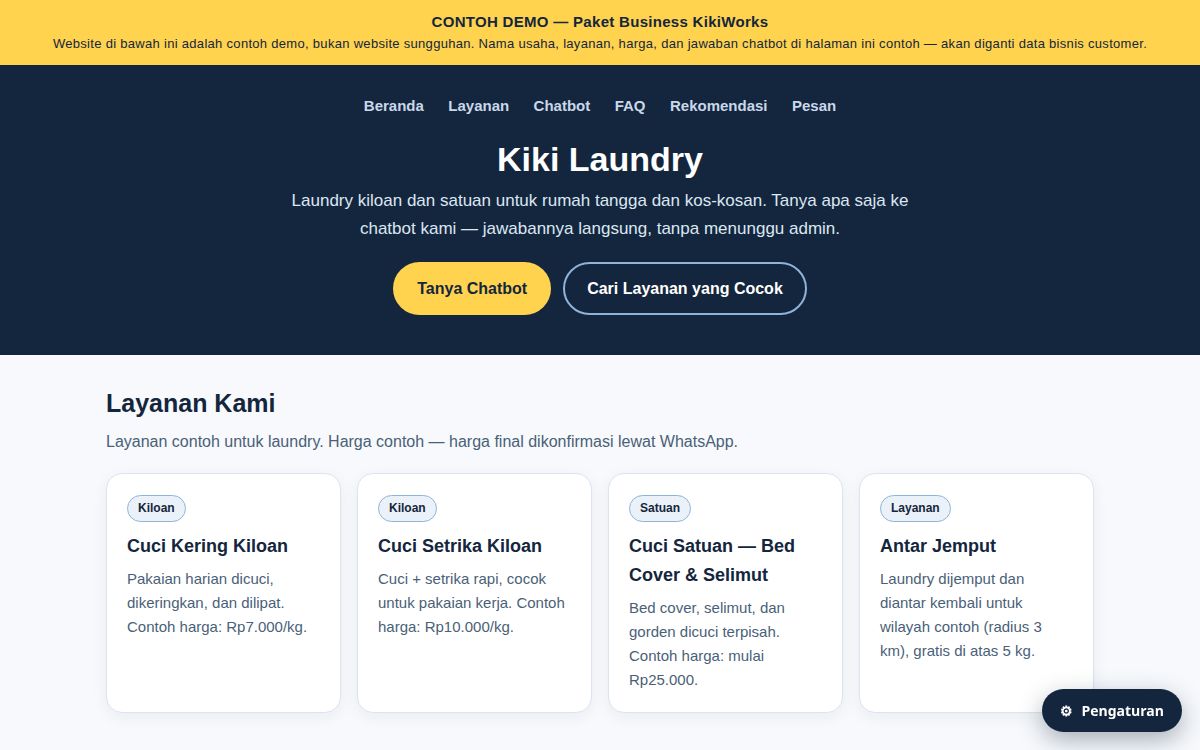 CONTOH DEMO — Paket Business KikiWorks
Website di bawah ini adalah contoh demo, bukan website sungguhan. Nama usaha, layanan, harga, dan jawaban chatbot di halaman ini contoh — akan diganti data bisnis customer.
Beranda Layanan Chatbot FAQ Rekomendasi Pesan
Kiki Laundry
Laundry kiloan dan satuan untuk rumah tangga dan kos-kosan. Tanya apa saja ke
chatbot kami — jawabannya langsung, tanpa menunggu admin.
Tanya Chatbot
Cari Layanan yang Cocok
Layanan Kami
Layanan contoh untuk laundry. Harga contoh — harga final dikonfirmasi lewat WhatsApp.
Kiloan
Cuci Kering Kiloan
Pakaian harian dicuci,
dikeringkan, dan dilipat.
Contoh harga: Rp7.000/kg.
Kiloan
Cuci Setrika Kiloan
Cuci + setrika rapi, cocok
untuk pakaian kerja. Contoh
harga: Rp10.000/kg.
Satuan
Cuci Satuan — Bed
Cover & Selimut
Bed cover, selimut, dan
gorden dicuci terpisah.
Contoh harga: mulai
Rp25.000.
Layanan
Antar Jemput
Laundry dijemput dan
diantar kembali untuk
wilayah contoh (radius 3
km), gratis di atas 5 kg.
⚙ Pengaturan